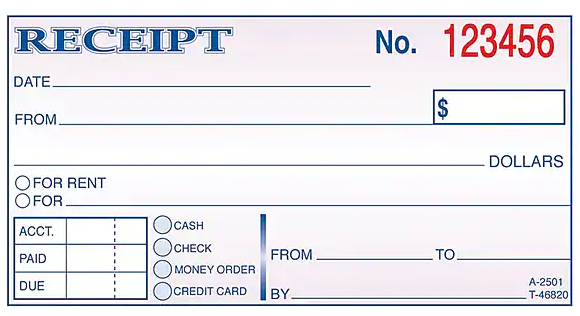 RECEIPT No. 123456
DATE
FROM $
DOLLARS
FOR RENT
FOR
ACCT.
PAID
DUE
CASH
CHECK
MONEY ORDER
CREDIT CARD
FROM TO
BY
A-2501
T-46820